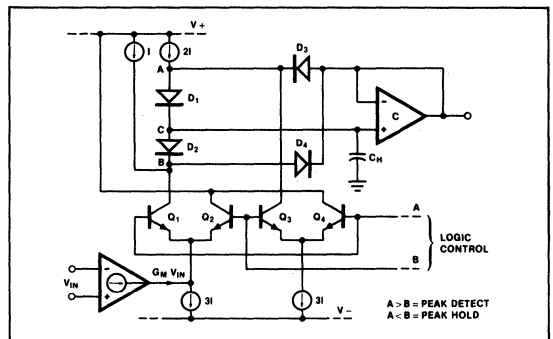 V+
I
2I
A
D3
D1
C
D2
B
D4
−
C
+
CH
Q1
Q2
Q3
Q4
A
LOGIC
CONTROL
B
−
VIN
+
GM VIN
3I
3I
V−
A > B = PEAK DETECT
A < B = PEAK HOLD